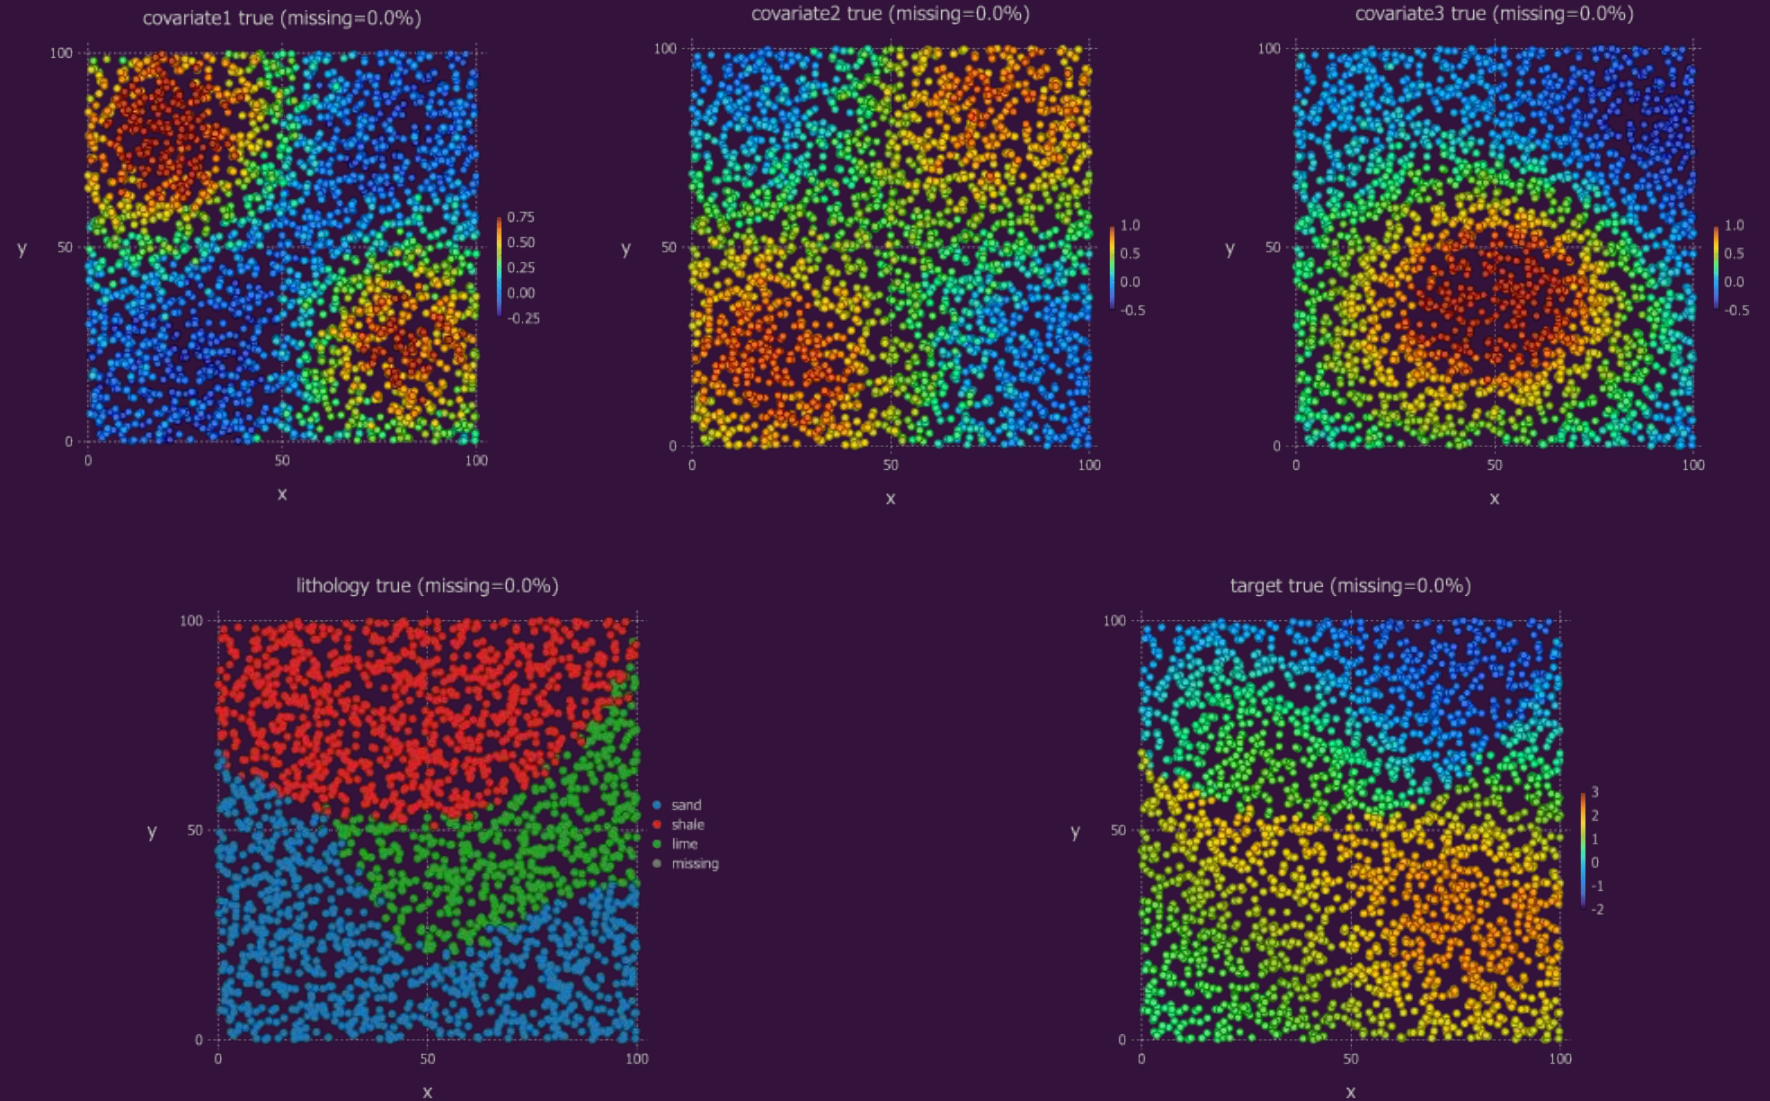 covariate1 true (missing=0.0%)
100
y
50
0
0
50
100
x
0.75
0.50
0.25
0.00
-0.25
covariate2 true (missing=0.0%)
100
y
50
0
0
50
100
x
1.0
0.5
0.0
-0.5
covariate3 true (missing=0.0%)
100
y
50
0
0
50
100
x
1.0
0.5
0.0
-0.5
lithology true (missing=0.0%)
100
y
50
0
0
50
100
x
sand
shale
lime
missing
target true (missing=0.0%)
100
y
50
0
0
50
100
x
3
2
1
0
-1
-2